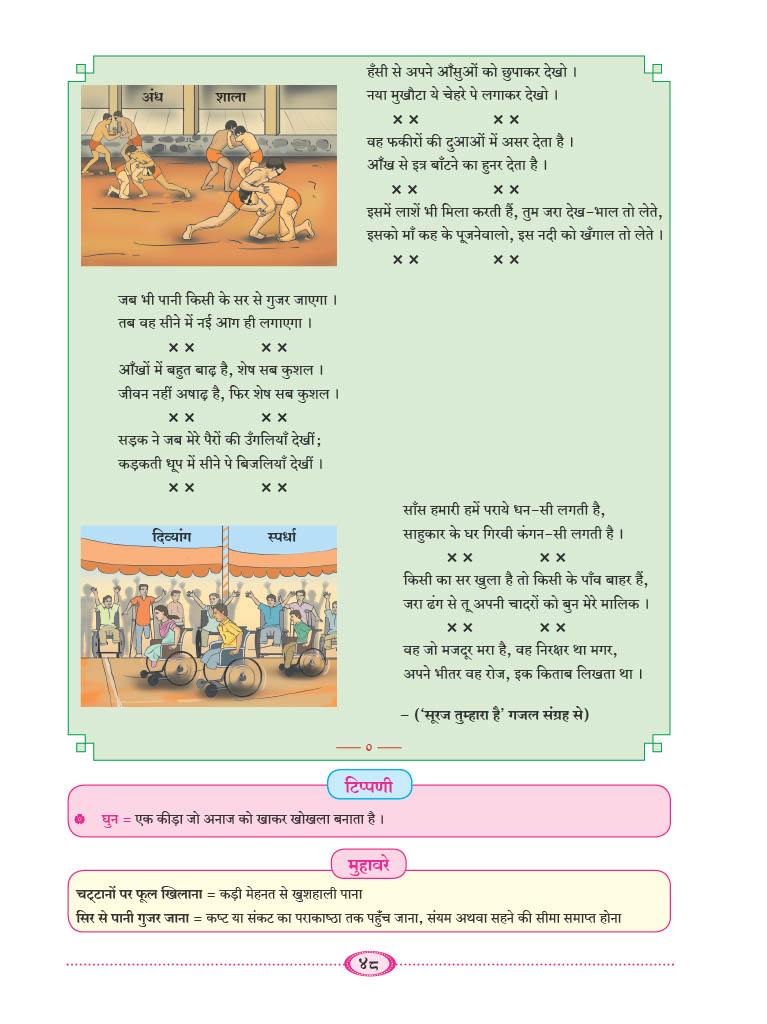 अंध शाला
हँसी से अपने आँसुओं को छुपाकर देखो ।
नया मुखौटा ये चेहरे पे लगाकर देखो ।
× × × ×
वह फकीरों की दुआओं में असर देता है ।
आँख से इत्र बाँटने का हुनर देता है ।
× × × ×
इसमें लाशें भी मिला करती हैं, तुम जरा देख-भाल तो लेते,
इसको माँ कह के पूजनेवालो, इस नदी को खँगाल तो लेते ।
× × × ×
जब भी पानी किसी के सर से गुजर जाएगा ।
तब वह सीने में नई आग ही लगाएगा ।
× × × ×
आँखों में बहुत बाढ़ है, शेष सब कुशल ।
जीवन नहीं अषाढ़ है, फिर शेष सब कुशल ।
× × × ×
सड़क ने जब मेरे पैरों की उँगलियाँ देखीं;
कड़कती धूप में सीने पे बिजलियाँ देखीं ।
× × × ×
दिव्यांग स्पर्धा
साँस हमारी हमें पराये धन-सी लगती है,
साहुकार के घर गिरवी कंगन-सी लगती है ।
× × × ×
किसी का सर खुला है तो किसी के पाँव बाहर हैं,
जरा ढंग से तू अपनी चादरों को बुन मेरे मालिक ।
× × × ×
वह जो मजदूर मरा है, वह निरक्षर था मगर,
अपने भीतर वह रोज, इक किताब लिखता था ।
– (‘सूरज तुम्हारा है’ गजल संग्रह से)
टिप्पणी
घुन = एक कीड़ा जो अनाज को खाकर खोखला बनाता है ।
मुहावरे
चट्टानों पर फूल खिलाना = कड़ी मेहनत से खुशहाली पाना
सिर से पानी गुजर जाना = कष्ट या संकट का पराकाष्ठा तक पहुँच जाना, संयम अथवा सहने की सीमा समाप्त होना
४८